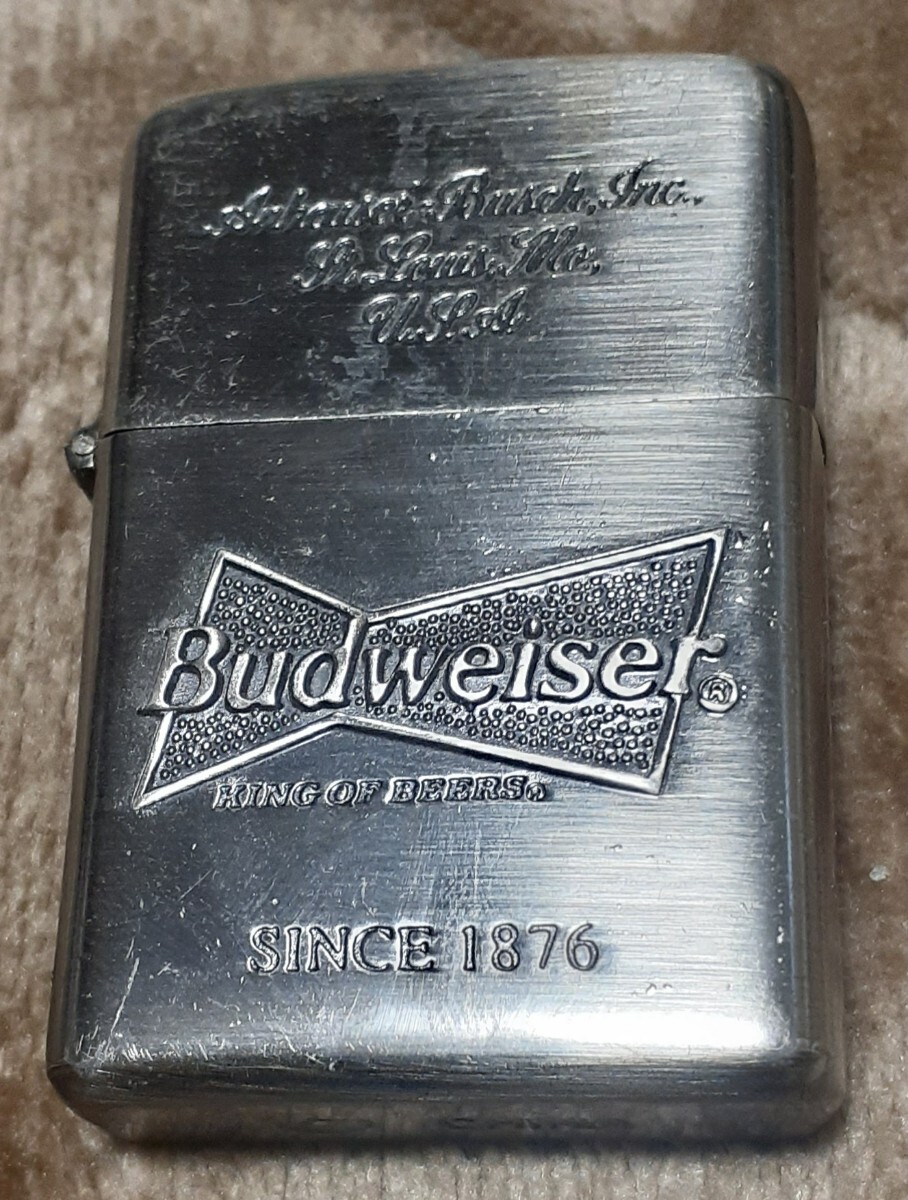 Anheuser-Busch, Inc.
St. Louis, Mo.,
U.S.A
Budweiser®
KING OF BEERS®
SINCE 1876